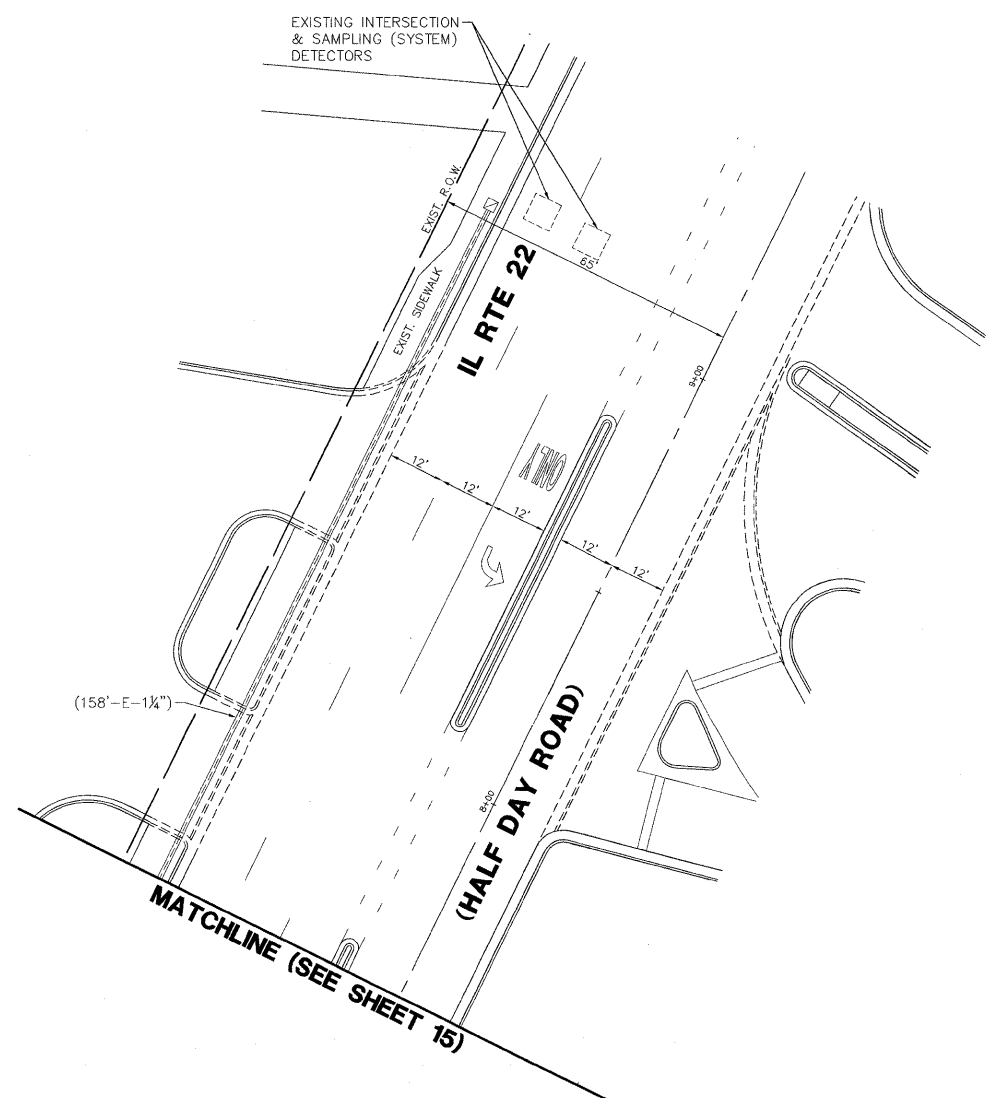 EXISTING INTERSECTION
& SAMPLING (SYSTEM)
DETECTORS
EXIST. R.O.W.
EXIST. SIDEWALK
IL RTE 22
65'
9+00
ONLY
12'
12'
12'
12'
12'
(158'-E-1¼")
8+00
(HALF DAY ROAD)
MATCHLINE (SEE SHEET 15)